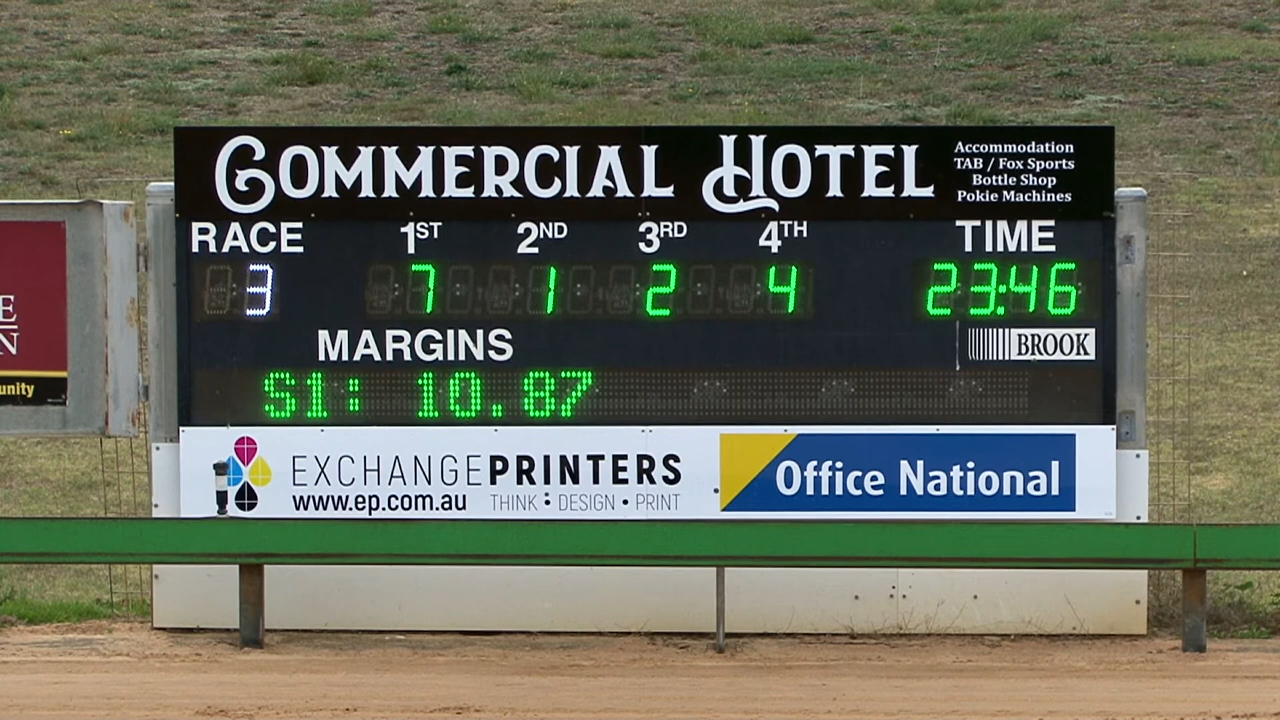 COMMERCIAL HOTEL
Accommodation
TAB / Fox Sports
Bottle Shop
Pokie Machines
RACE 1ST 2ND 3RD 4TH TIME
3 7 1 2 4 23:46
MARGINS
BROOK
S1: 10.87
E
N
unity
EXCHANGEPRINTERS
www.ep.com.au THINK • DESIGN • PRINT
Office National